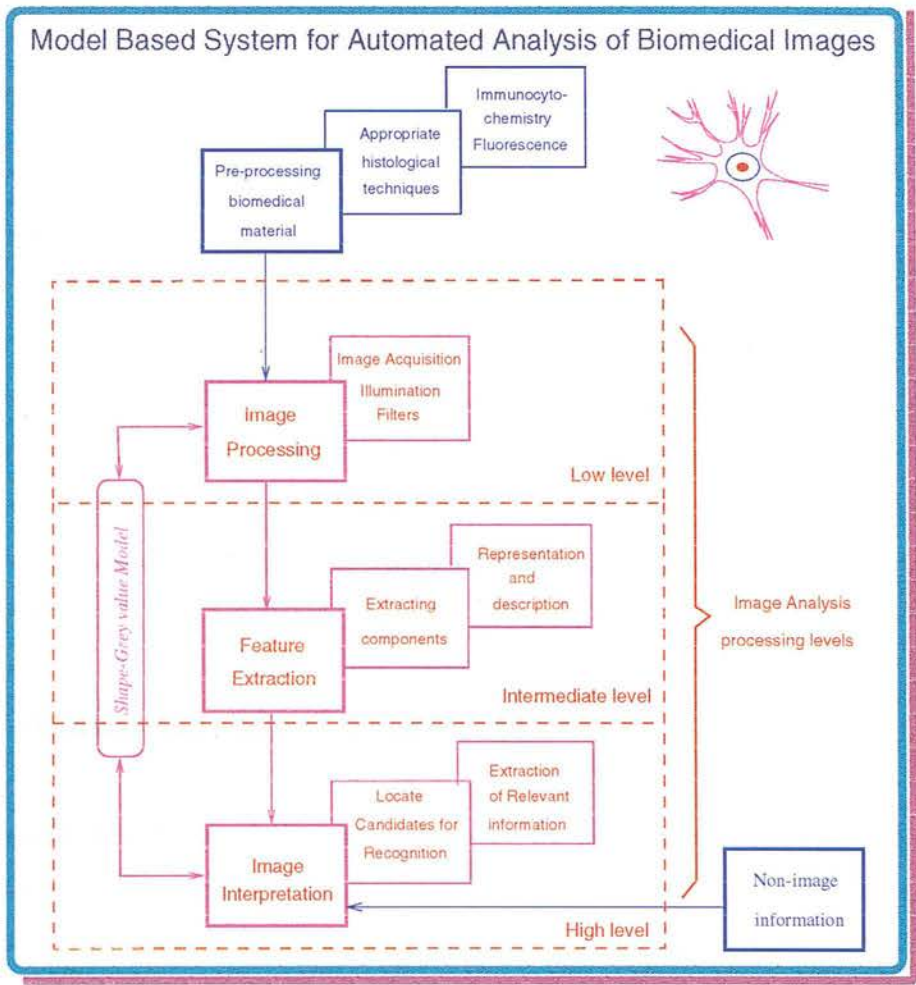 Model Based System for Automated Analysis of Biomedical Images
Immunocyto-
chemistry
Fluorescence
Appropriate
histological
techniques
Pre-processing
biomedical
material
Image Acquisition
Illumination
Filters
Image
Processing
Low level
Shape-Grey value Model
Representation
and
description
Extracting
components
Feature
Extraction
Intermediate level
Image Analysis
processing levels
Extraction
of Relevant
information
Locate
Candidates for
Recognition
Image
Interpretation
High level
Non-image
information